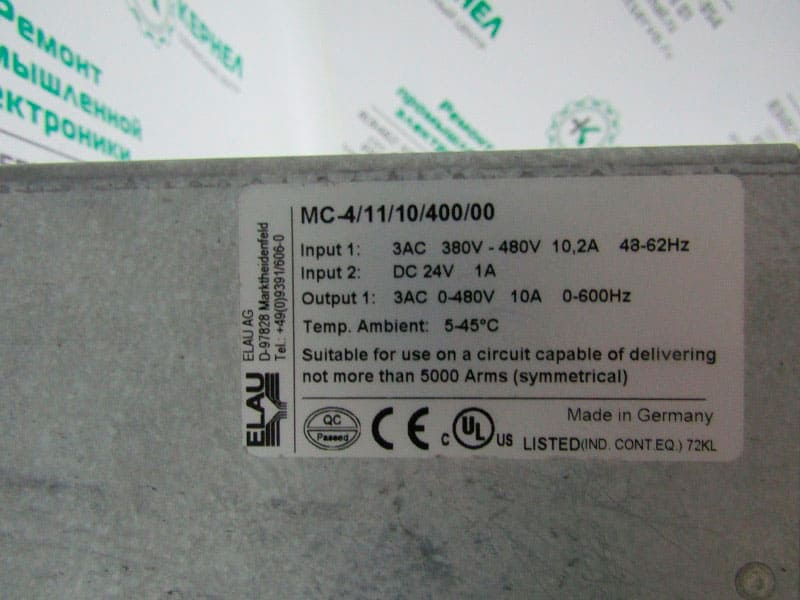 Ремонт
мышленной
ектроники
КЕРНЕЛ
Ремонт
MC-4/11/10/400/00
Input 1: 3AC 380V - 480V 10,2A 48-62Hz
Input 2: DC 24V 1A
Output 1: 3AC 0-480V 10A 0-600Hz
Temp. Ambient: 5-45°C
Suitable for use on a circuit capable of delivering
not more than 5000 Arms (symmetrical)
ELAU AG
D-97828 Marktheidenfeld
Tel.: +49(0)9391/606-0
ELAU
QC
Passed
CE
c UL US LISTED(IND. CONT.EQ.) 72KL
Made in Germany